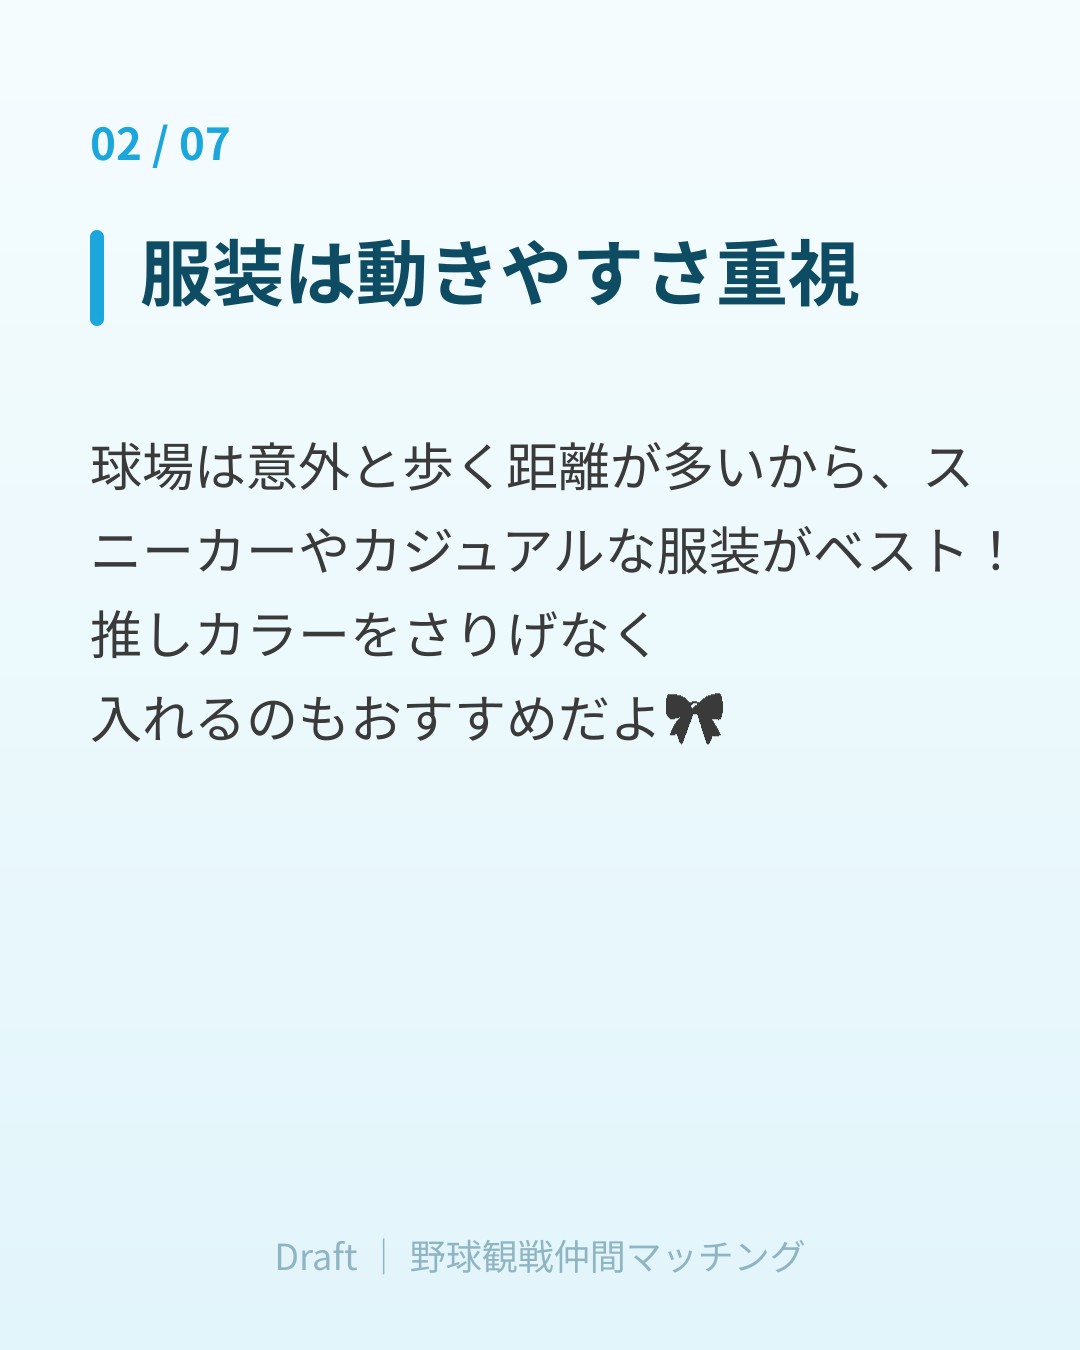 02 / 07
服装は動きやすさ重視
球場は意外と歩く距離が多いから、ス
ニーカーやカジュアルな服装がベスト！
推しカラーをさりげなく
入れるのもおすすめだよ🎀
Draft ｜ 野球観戦仲間マッチング